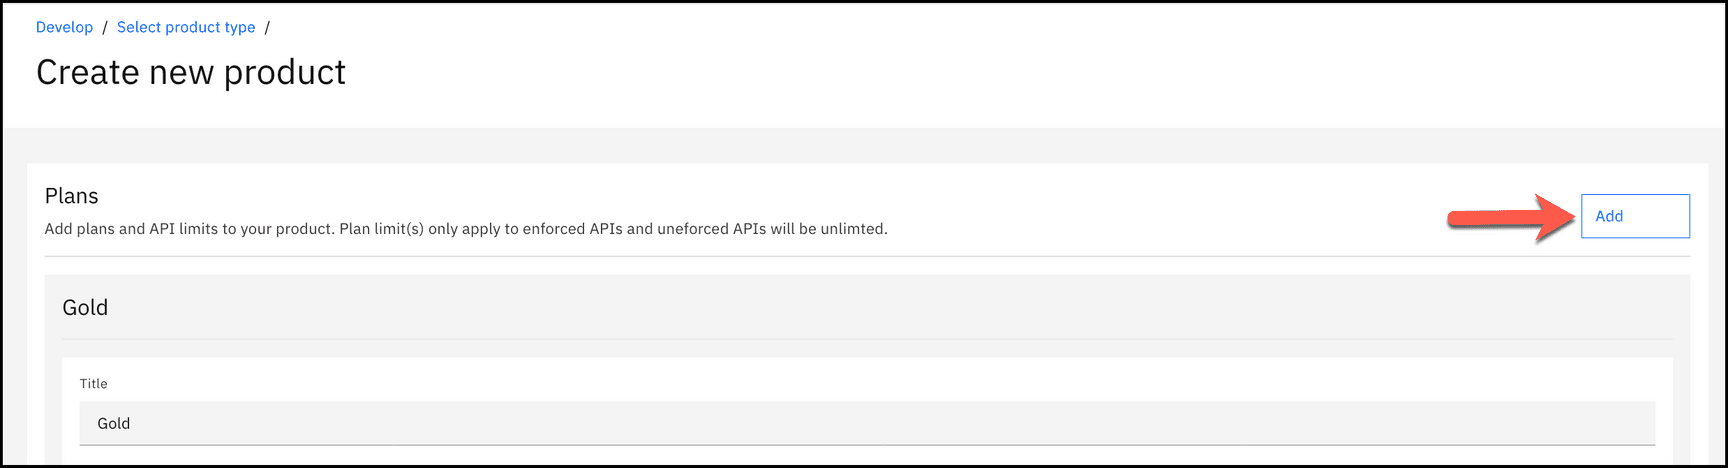 Develop / Select product type /
Create new product
Plans
Add
Add plans and API limits to your product. Plan limit(s) only apply to enforced APIs and uneforced APIs will be unlimted.
Gold
Title
Gold